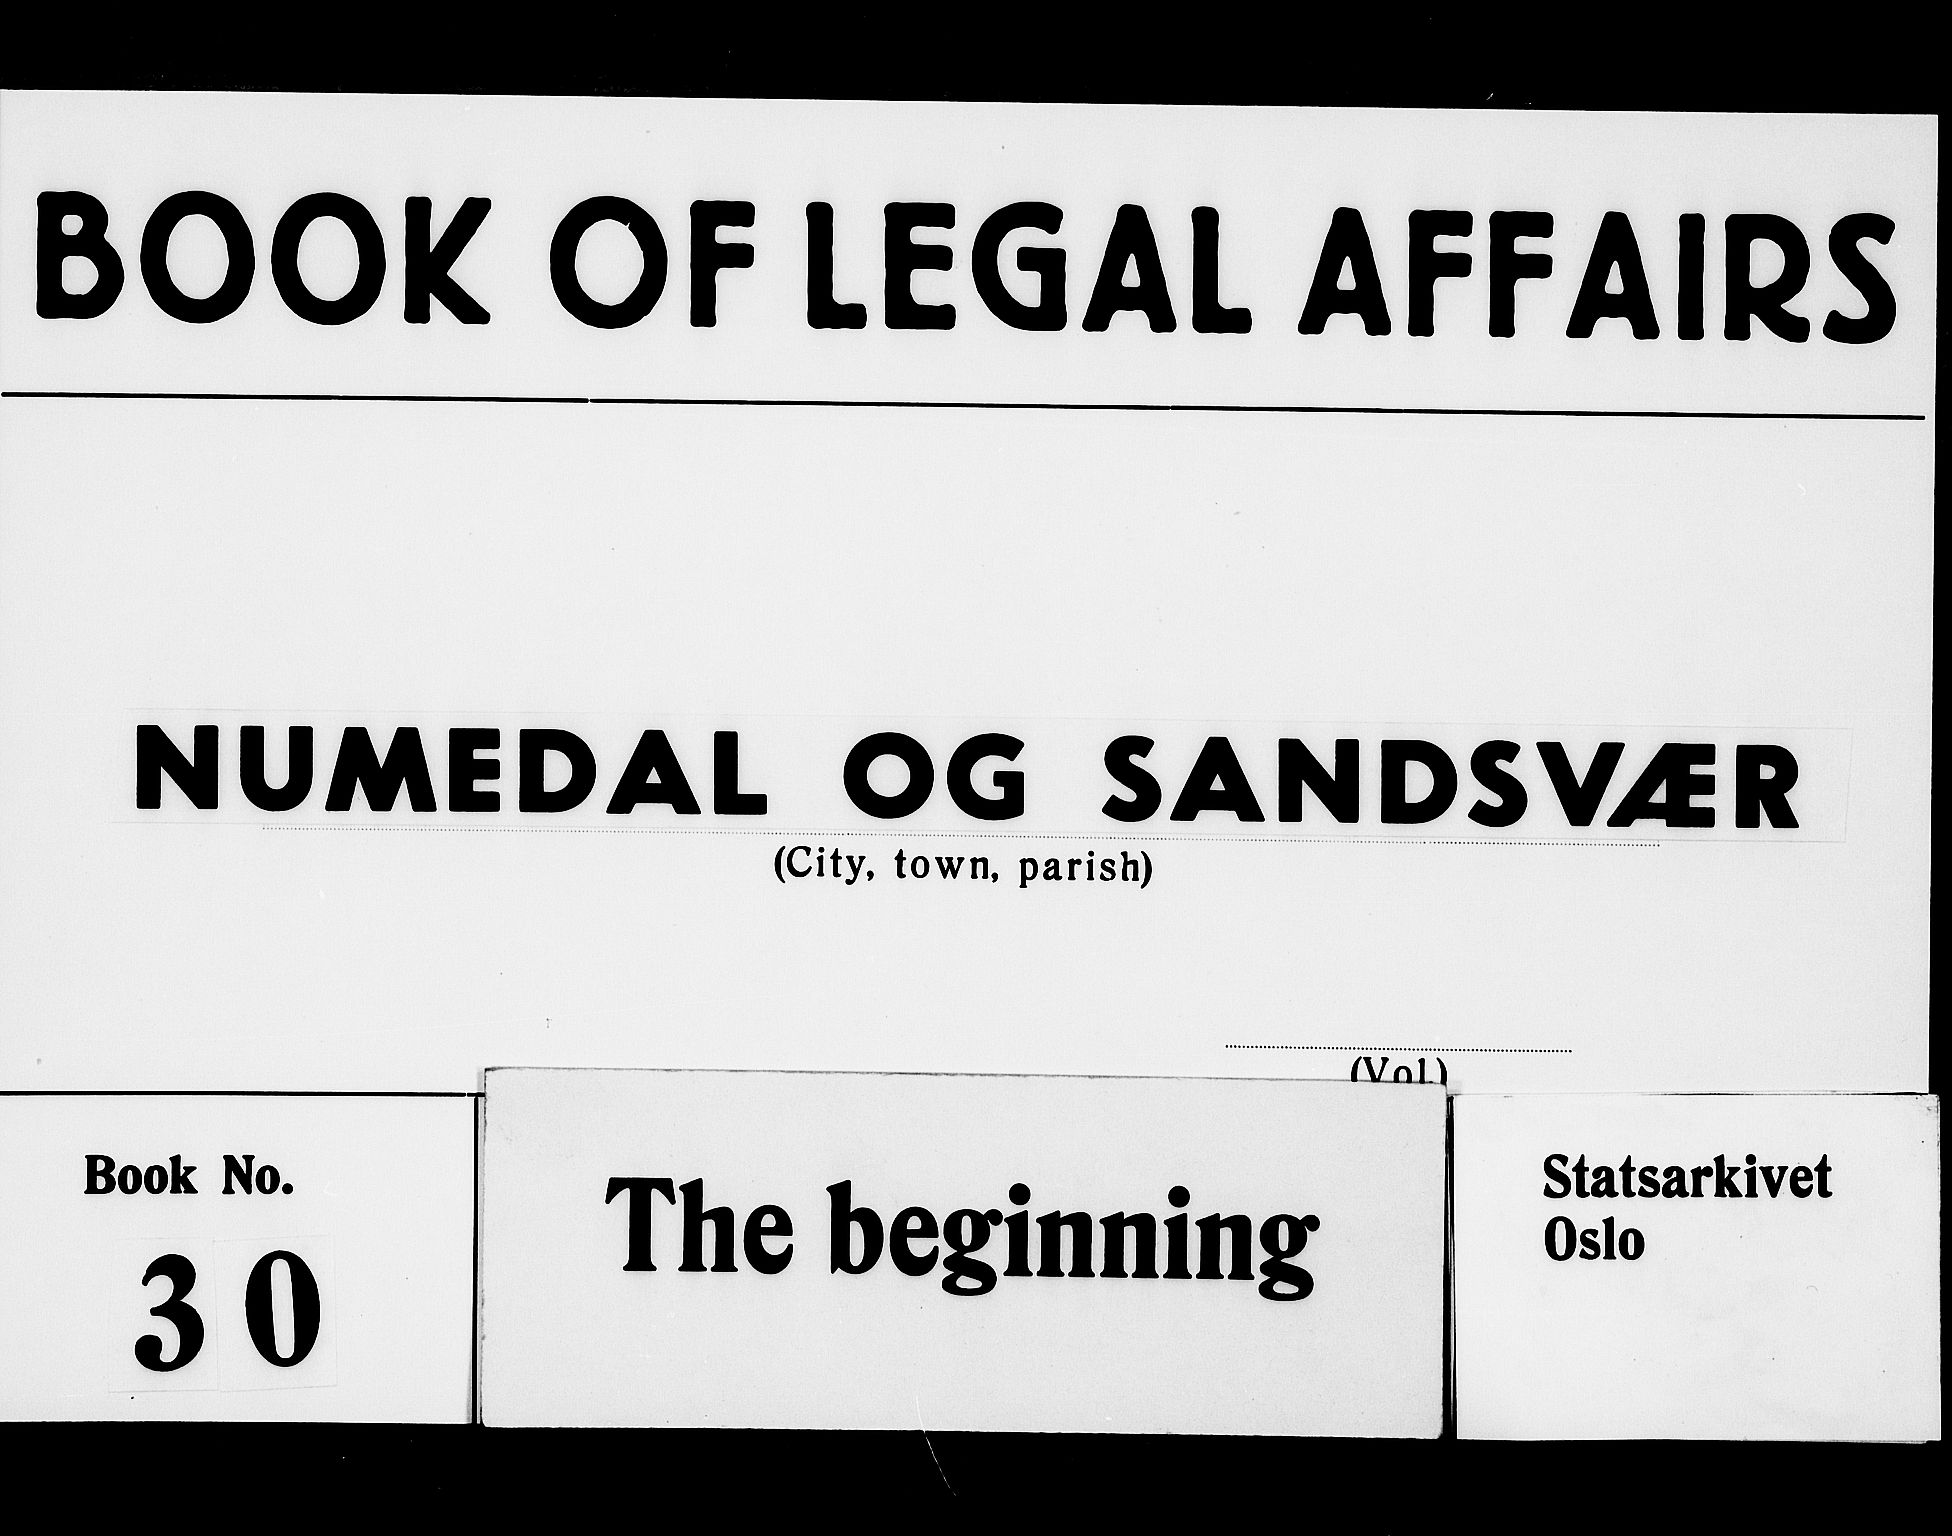 BOOK OF LEGAL AFFAIRS
NUMEDAL OG SANDSVÆR
(City, town, parish)
(Vol.)
Book No.
30
The beginning
Statsarkivet
Oslo